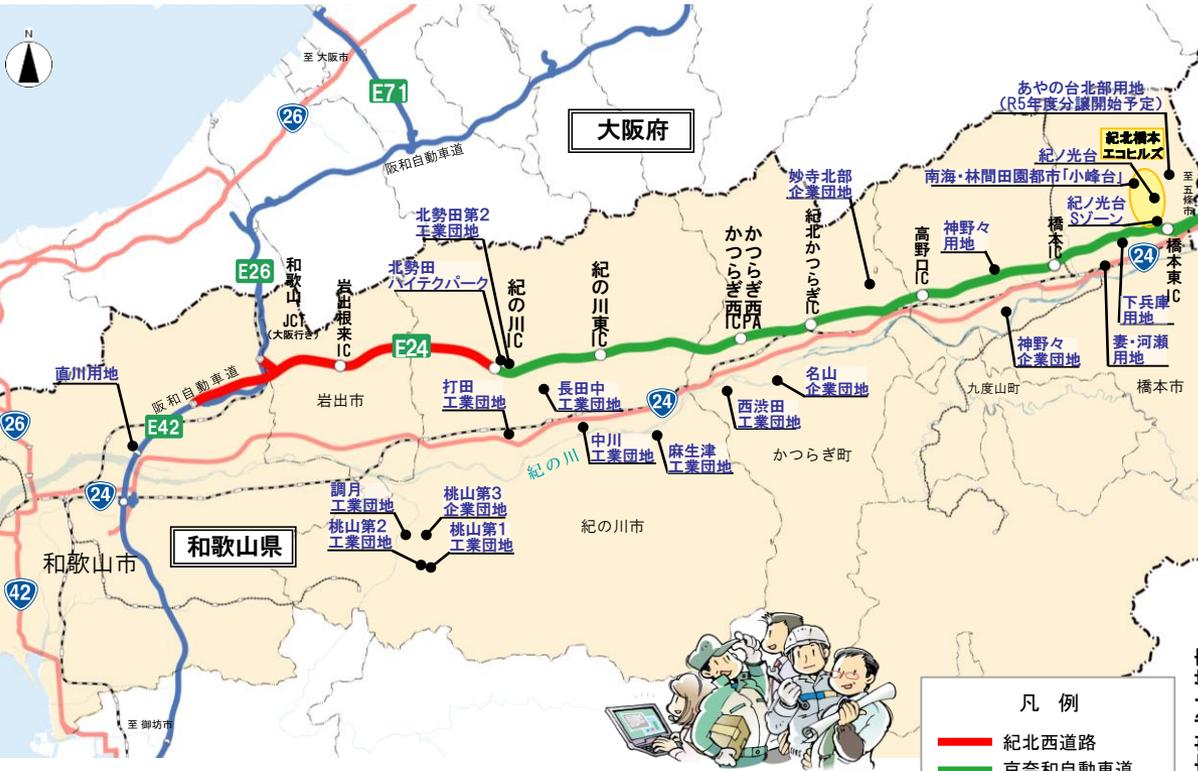 N
至 大阪市
E71
26
大阪府
阪和自動車道
あやの台北部用地
（R5年度分譲開始予定）
紀北橋本
エコヒルズ
紀ノ光台
南海・林間田園都市「小峰台」
紀ノ光台
Sゾーン
至 五條市
妙寺北部
企業団地
北勢田第2
工業団地
北勢田
ハイテクパーク
E26
和歌山JCT
（大阪行き）
岩出根来IC
E24
紀の川IC
紀の川東IC
かつらぎ西IC
かつらぎ西PA
紀北かつらぎIC
高野口IC
神野々
用地
橋本IC
橋本東IC
24
下兵庫
用地
妻・河瀬
用地
神野々
企業団地
九度山町
橋本市
直川用地
阪和自動車道
E42
26
岩出市
打田
工業団地
長田中
工業団地
24
中川
工業団地
麻生津
工業団地
西渋田
工業団地
名山
企業団地
かつらぎ町
紀の川
24
調月
工業団地
桃山第3
企業団地
桃山第2
工業団地
桃山第1
工業団地
紀の川市
和歌山県
和歌山市
42
至 御坊市
凡 例
紀北西道路
京奈和自動車道